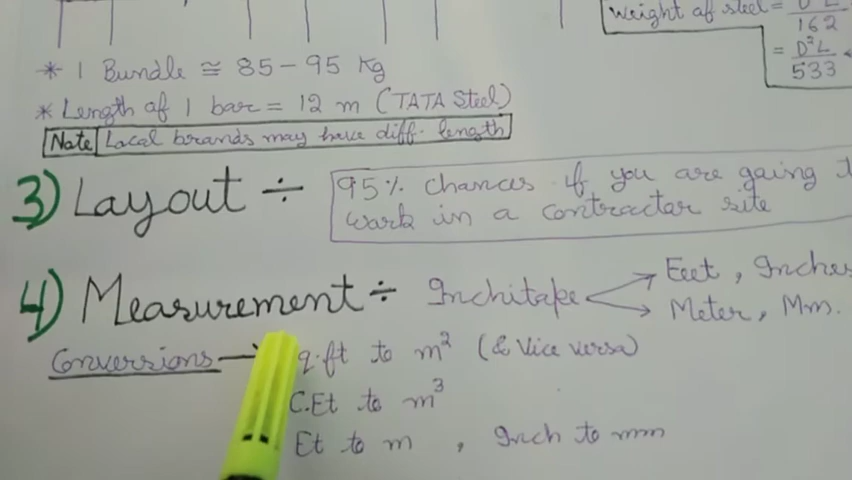 Weight of steel = D²L
162
= D²L
533
* 1 Bundle ≅ 85-95 Kg
* Length of 1 bar = 12 m (TATA Steel)
Note Local brands may have diff. length
3) Layout ÷ 95% chances if you are going t
work in a contractor site
4) Measurement ÷ Inchitape Feet, Inches
Meter, Mm.
Conversions → q.ft to m² (& Vice versa)
C.Ft to m³
Ft to m , Inch to mm